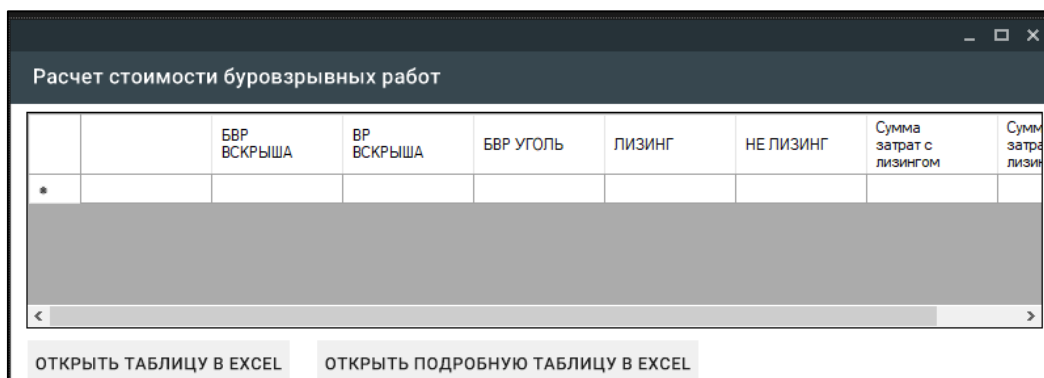 Расчет стоимости буровзрывных работ
БВР ВСКРЫША
ВР ВСКРЫША
БВР УГОЛЬ
ЛИЗИНГ
НЕ ЛИЗИНГ
Сумма затрат с лизингом
ОТКРЫТЬ ТАБЛИЦУ В EXCEL
ОТКРЫТЬ ПОДРОБНУЮ ТАБЛИЦУ В EXCEL